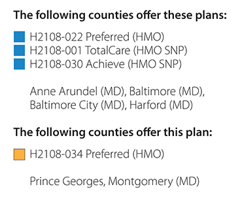 The following counties offer these plans:
H2108-022 Preferred (HMO)
H2108-001 TotalCare (HMO SNP)
H2108-030 Achieve (HMO SNP)
Anne Arundel (MD), Baltimore (MD),
Baltimore City (MD), Harford (MD)
The following counties offer this plan:
H2108-034 Preferred (HMO)
Prince Georges, Montgomery (MD)